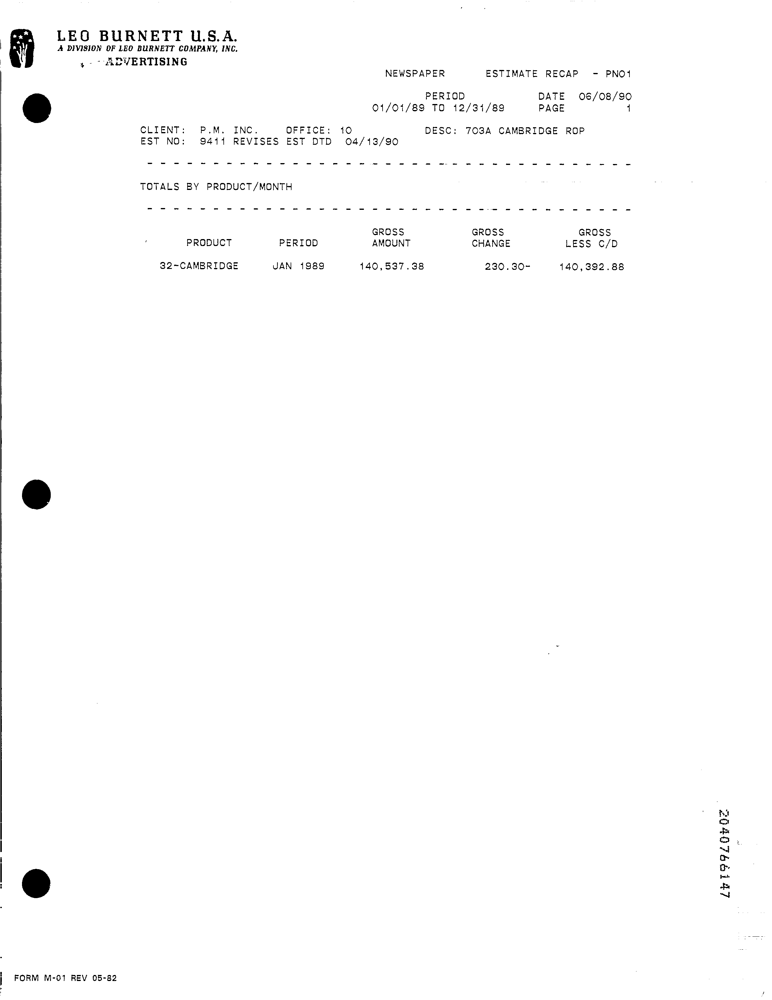 LEO BURNETT U.S.A.
A DIVISION OF LEO BURNETT COMPANY, INC.
ADVERTISING
NEWSPAPER ESTIMATE RECAP - PNO1
PERIOD DATE 06/08/90
01/01/89 TO 12/31/89 PAGE 1
CLIENT: P.M. INC. OFFICE: 10 DESC: 703A CAMBRIDGE ROP
EST NO: 9411 REVISES EST DTD 04/13/90
TOTALS BY PRODUCT/MONTH
GROSS GROSS GROSS
PRODUCT PERIOD AMOUNT CHANGE LESS C/D
32-CAMBRIDGE JAN 1989 140,537.38 230.30- 140,392.88
2040766147
FORM M-01 REV 05-82